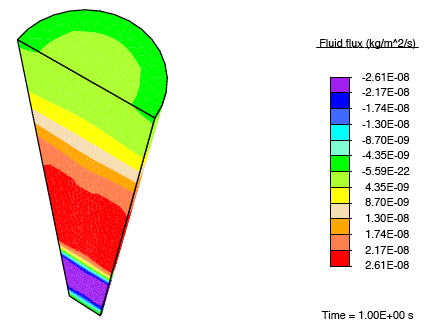 Fluid flux (kg/m^2/s)
-2.61E-08
-2.17E-08
-1.74E-08
-1.30E-08
-8.70E-09
-4.35E-09
-5.59E-22
4.35E-09
8.70E-09
1.30E-08
1.74E-08
2.17E-08
2.61E-08
Time = 1.00E+00 s